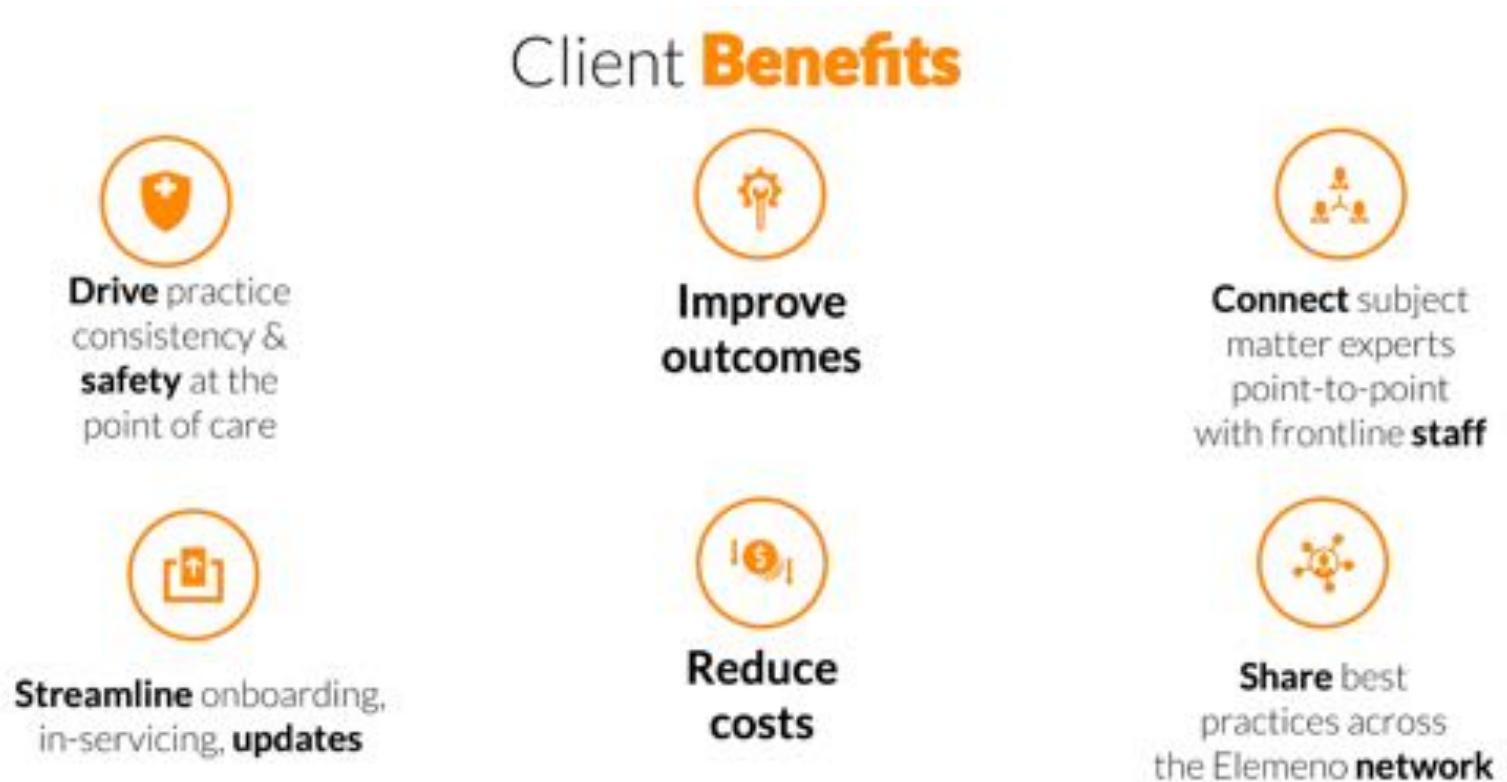 Client Benefits
Drive practice
consistency &
safety at the
point of care
Improve
outcomes
Connect subject
matter experts
point-to-point
with frontline staff
Streamline onboarding,
in-servicing, updates
Reduce
costs
Share best
practices across
the Elemeno network